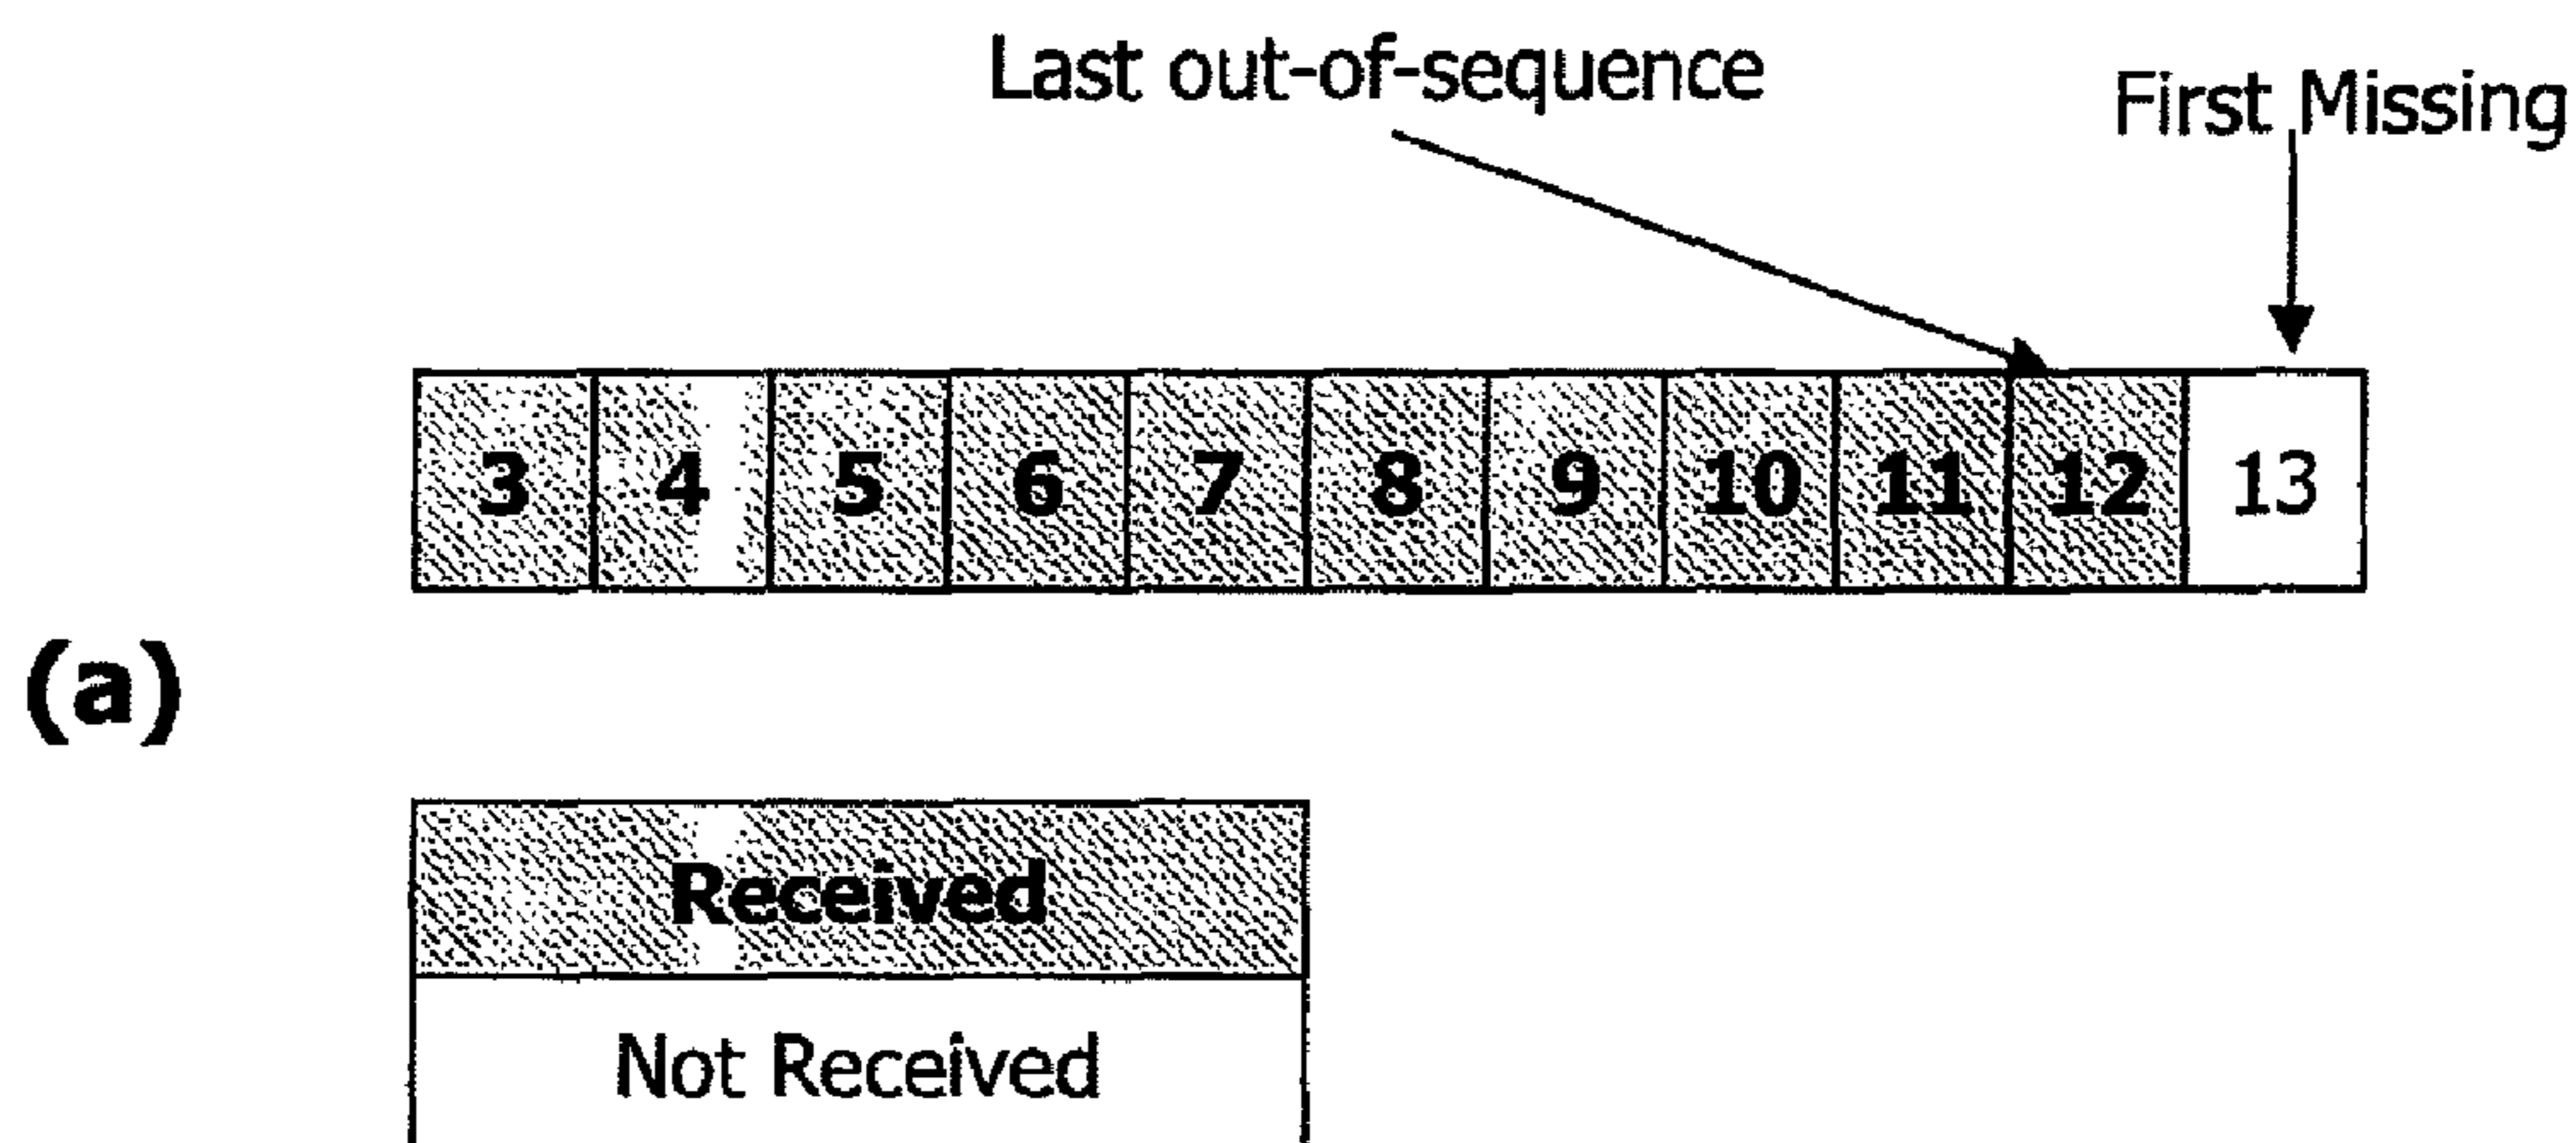 Last out-of-sequence
First Missing
3 4 5 6 7 8 9 10 11 12 13
(a)
Received
Not Received